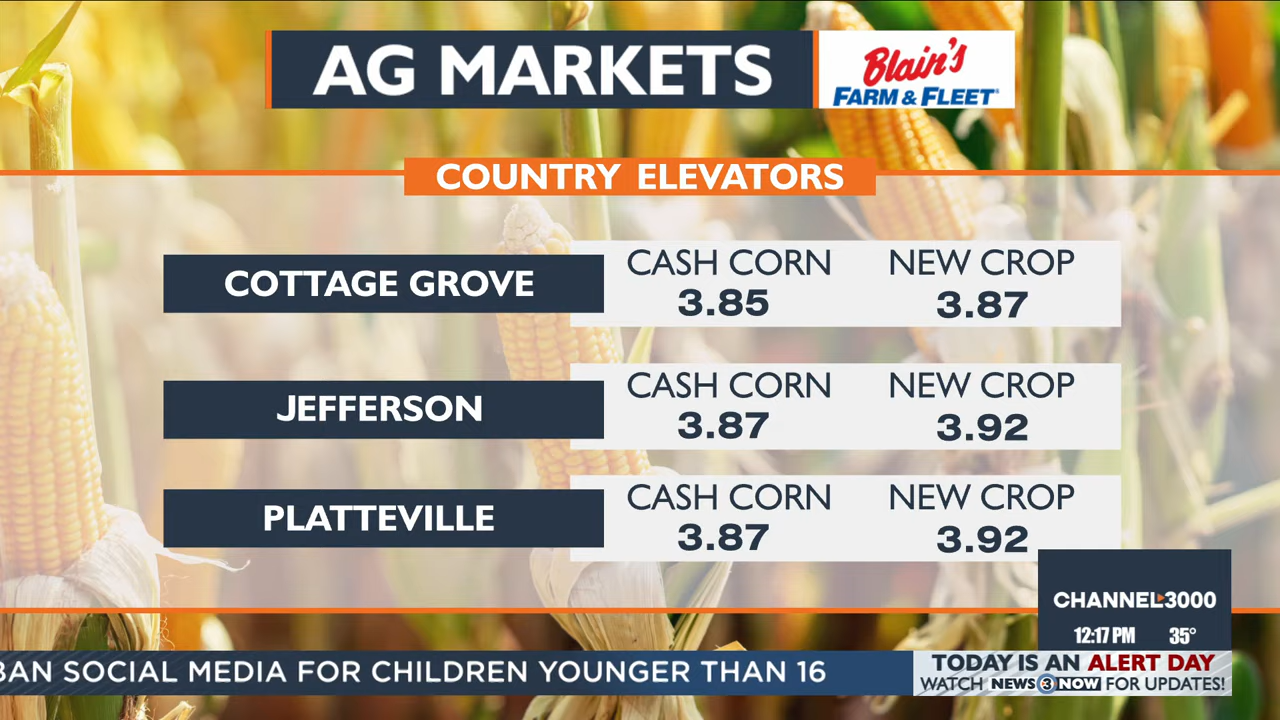 AG MARKETS
Blain's
FARM & FLEET
COUNTRY ELEVATORS
COTTAGE GROVE
CASH CORN
3.85
NEW CROP
3.87
JEFFERSON
CASH CORN
3.87
NEW CROP
3.92
PLATTEVILLE
CASH CORN
3.87
NEW CROP
3.92
CHANNEL3000
12:17 PM 35°
BAN SOCIAL MEDIA FOR CHILDREN YOUNGER THAN 16
TODAY IS AN ALERT DAY
WATCH NEWS 3 NOW FOR UPDATES!